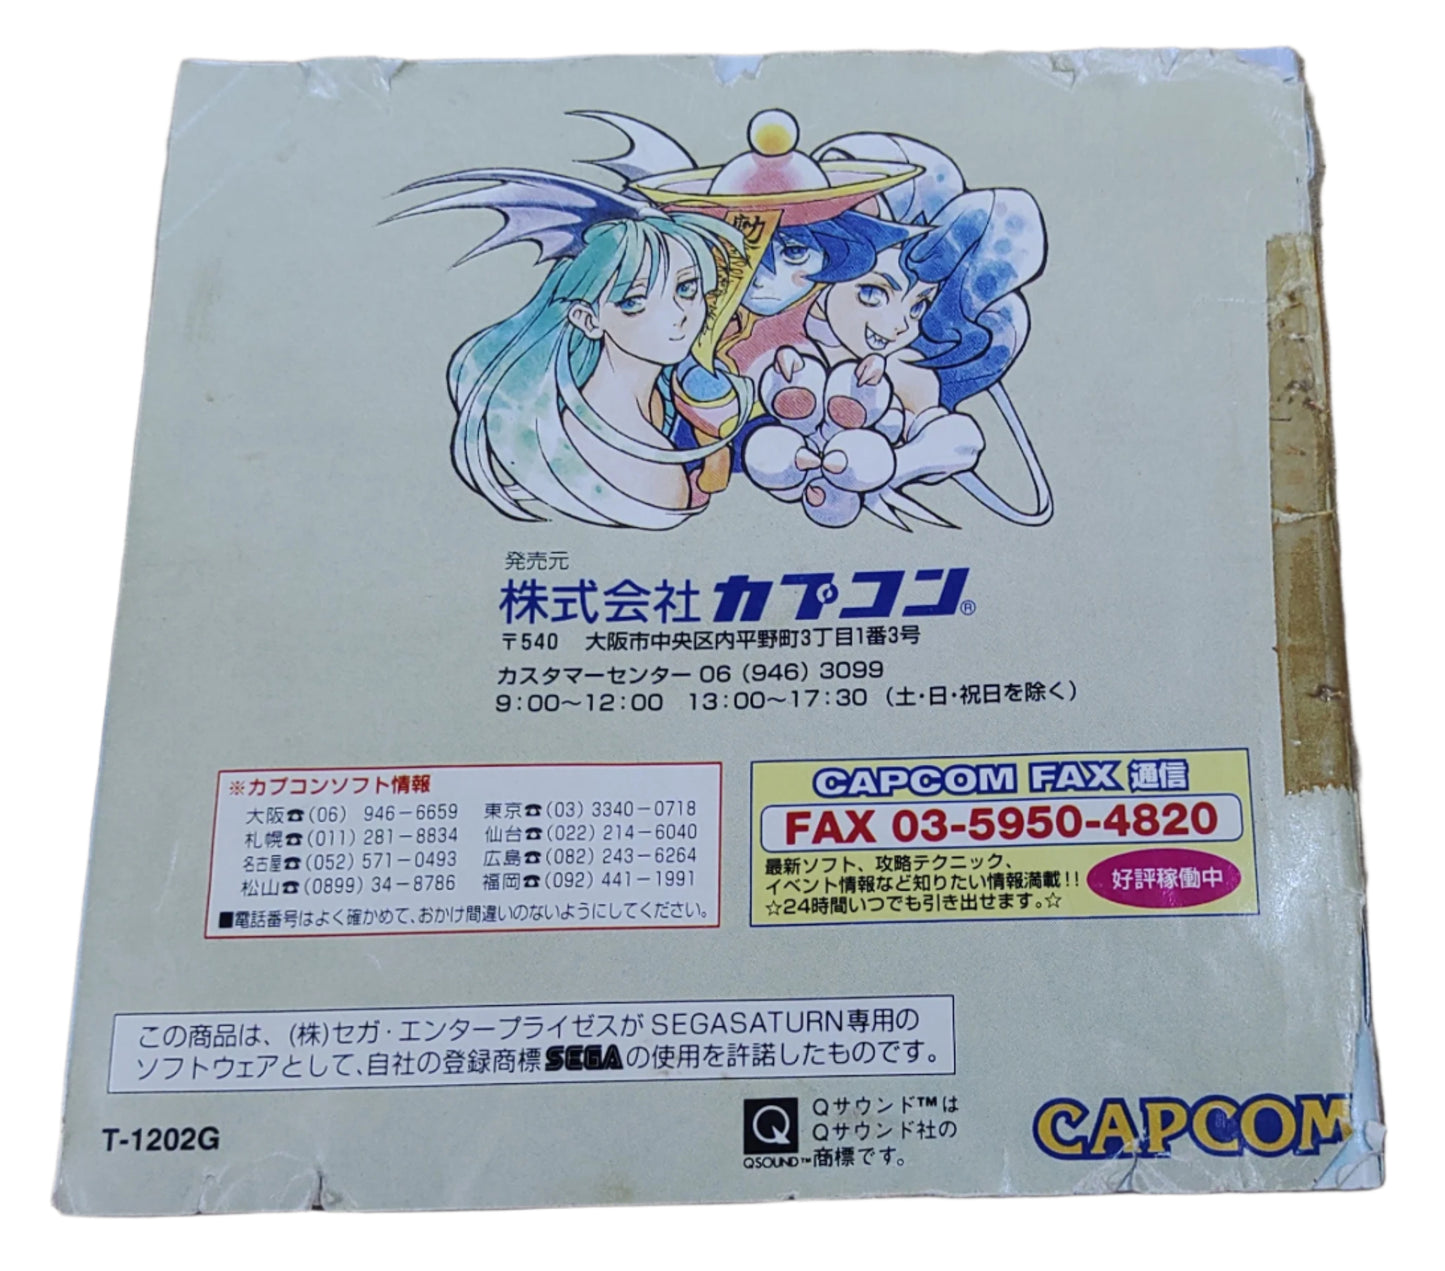 勅
発売元
株式会社カプコン®
〒540 大阪市中央区内平野町3丁目1番3号
カスタマーセンター 06 (946) 3099
9:00～12:00 13:00～17:30 (土・日・祝日を除く)
※カプコンソフト情報
大阪☎(06) 946-6659 東京☎(03) 3340-0718
札幌☎(011) 281-8834 仙台☎(022) 214-6040
名古屋☎(052) 571-0493 広島☎(082) 243-6264
松山☎(0899) 34-8786 福岡☎(092) 441-1991
■電話番号はよく確かめて、おかけ間違いのないようにしてください。
CAPCOM FAX 通信
FAX 03-5950-4820
最新ソフト、攻略テクニック、
イベント情報など知りたい情報満載!!
☆24時間いつでも引き出せます。☆
好評稼働中
この商品は、(株)セガ・エンタープライゼスが SEGASATURN専用の
ソフトウェアとして、自社の登録商標SEGAの使用を許諾したものです。
T-1202G
Q
QSOUND™
Qサウンド™は
Qサウンド社の
商標です。
CAPCOM